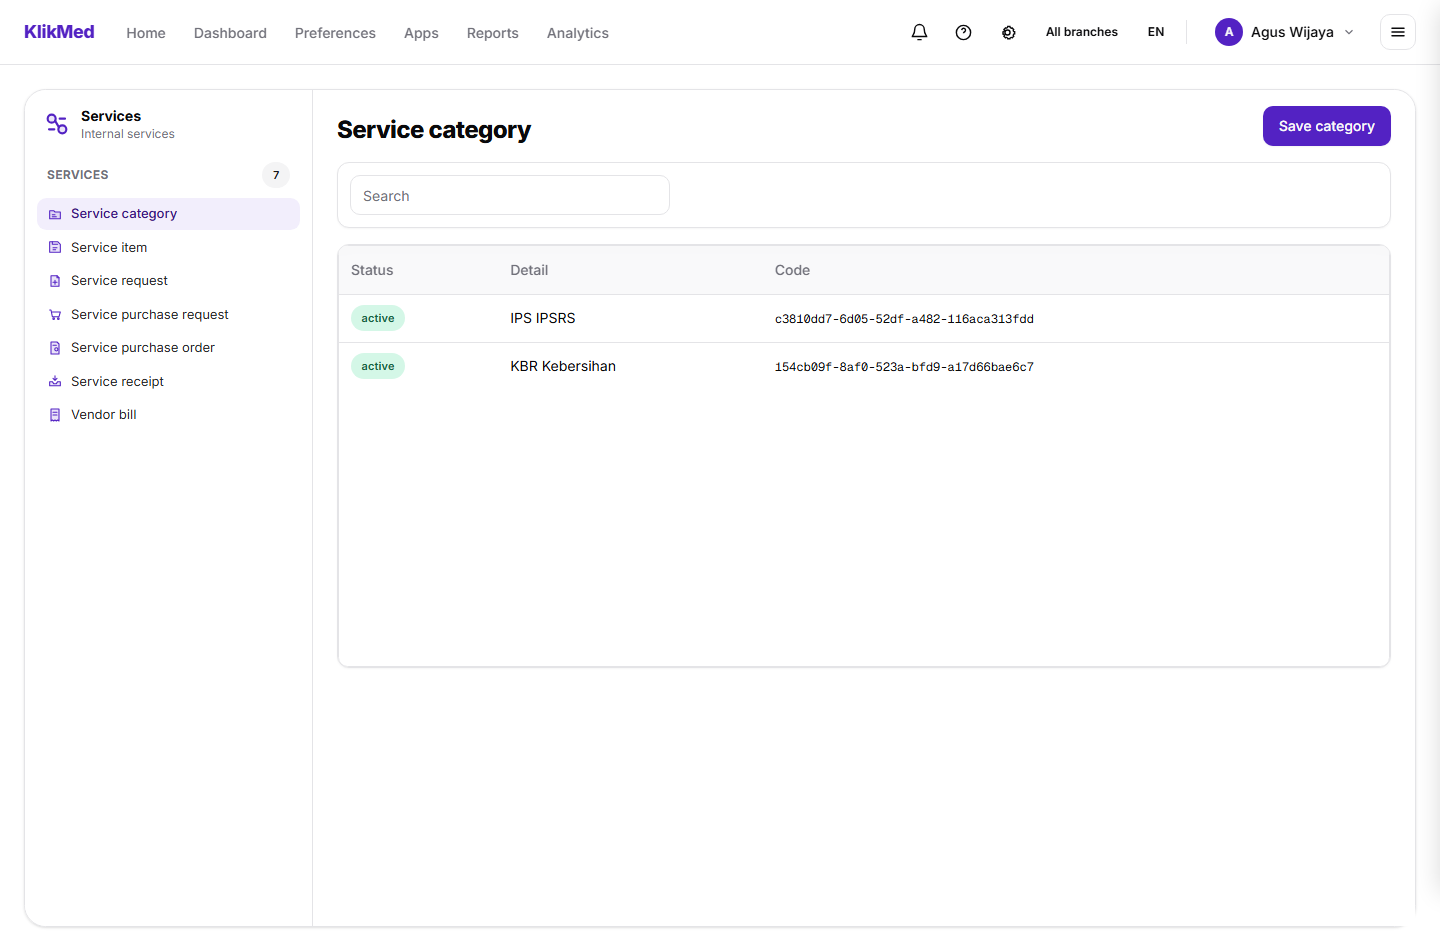 KlikMed
Home
Dashboard
Preferences
Apps
Reports
Analytics
All branches
EN
A
Agus Wijaya
Services
Internal services
SERVICES
7
Service category
Service item
Service request
Service purchase request
Service purchase order
Service receipt
Vendor bill
Service category
Save category
Search
Status Detail Code
active IPS IPSRS c3810dd7-6d05-52df-a482-116aca313fdd
active KBR Kebersihan 154cb09f-8af0-523a-bfd9-a17d66bae6c7